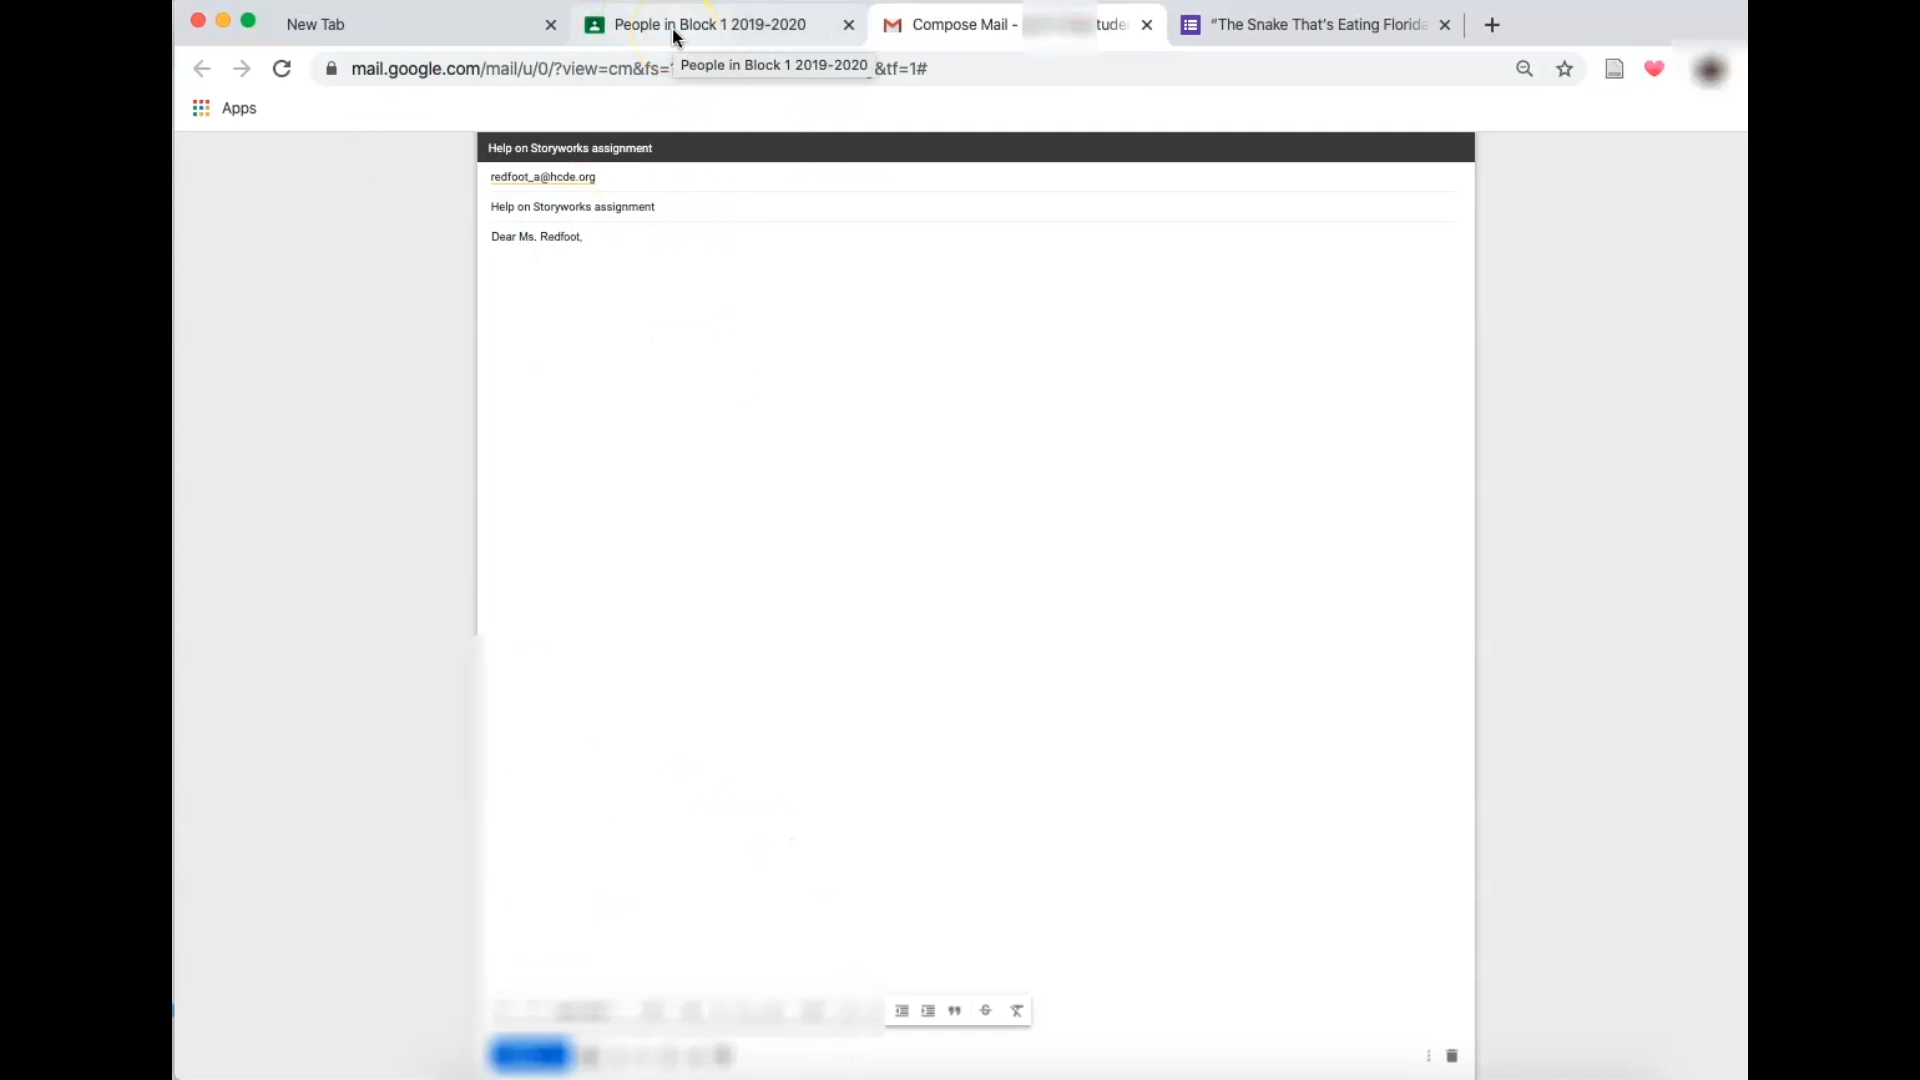 New Tab
People in Block 1 2019-2020
Compose Mail -
tude
"The Snake That's Eating Florida
mail.google.com/mail/u/0/?view=cm&fs=
&tf=1#
People in Block 1 2019-2020
Apps
Help on Storyworks assignment
redfoot_a@hcde.org
Help on Storyworks assignment
Dear Ms. Redfoot,